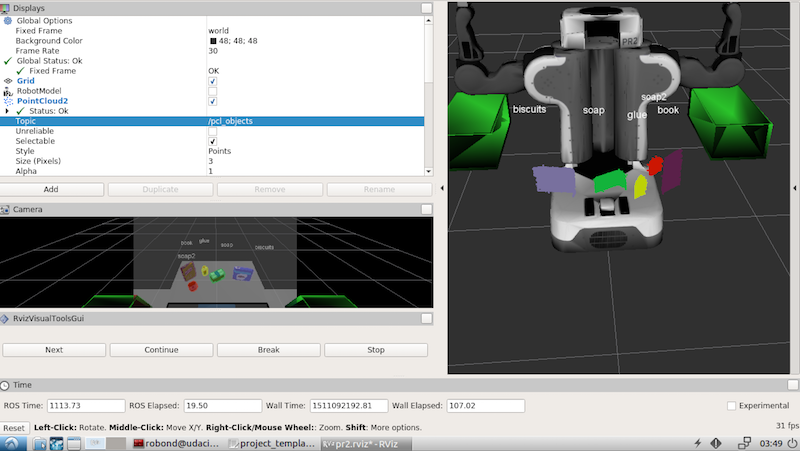 Displays
Global Options
Fixed Frame world
Background Color 48; 48; 48
Frame Rate 30
Global Status: Ok
Fixed Frame OK
Grid
RobotModel
PointCloud2
Status: Ok
Topic /pcl_objects
Unreliable
Selectable
Style Points
Size (Pixels) 3
Alpha 1
Add Duplicate Remove Rename
Camera
book glue soap biscuits
soap2
RvizVisualToolsGui
Next Continue Break Stop
PR2
biscuits soap soap2 book
glue
Time
ROS Time: 1113.73 ROS Elapsed: 19.50 Wall Time: 1511092192.81 Wall Elapsed: 107.02 Experimental
Reset Left-Click: Rotate. Middle-Click: Move X/Y. Right-Click/Mouse Wheel:: Zoom. Shift: More options. 31 fps
robond@udaci... project_templa... pr2.rviz* - RViz 03:49